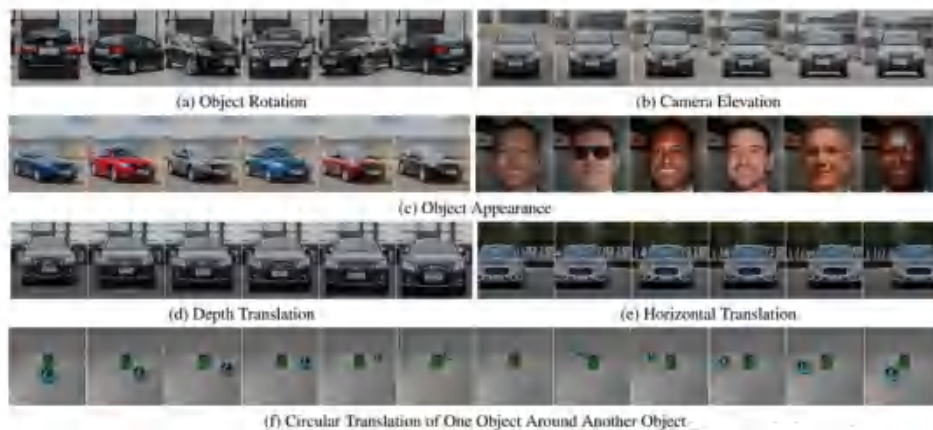 (a) Object Rotation
(b) Camera Elevation
(c) Object Appearance
(d) Depth Translation
(e) Horizontal Translation
(f) Circular Translation of One Object Around Another Object